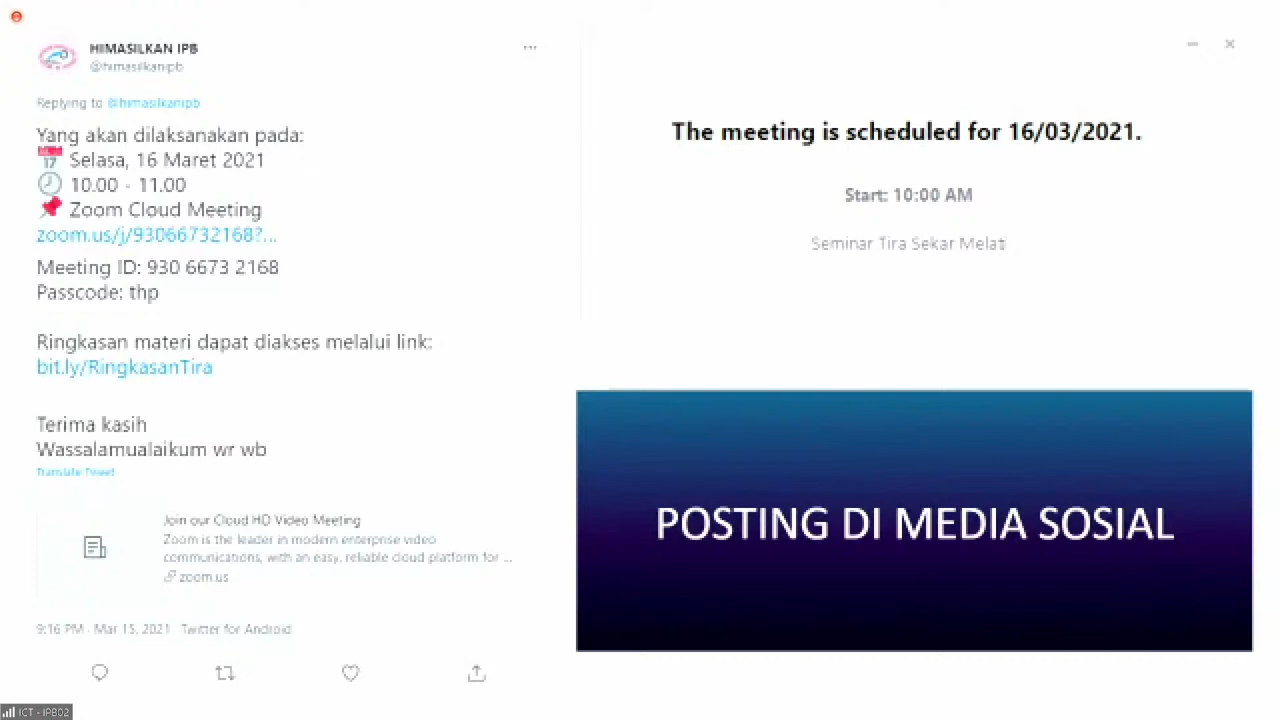 HIMASILKAN IPB
@himasilkanipb
Replying to @himasilkanipb
Yang akan dilaksanakan pada:
17 Selasa, 16 Maret 2021
10.00 - 11.00
Zoom Cloud Meeting
zoom.us/j/93066732168?...
Meeting ID: 930 6673 2168
Passcode: thp
Ringkasan materi dapat diakses melalui link:
bit.ly/RingkasanTira
Terima kasih
Wassalamualaikum wr wb
Translate Tweet
Join our Cloud HD Video Meeting
Zoom is the leader in modern enterprise video
communications, with an easy, reliable cloud platform for ...
zoom.us
9:16 PM · Mar 15, 2021 · Twitter for Android
The meeting is scheduled for 16/03/2021.
Start: 10:00 AM
Seminar Tira Sekar Melati
POSTING DI MEDIA SOSIAL
ICT - IPB02